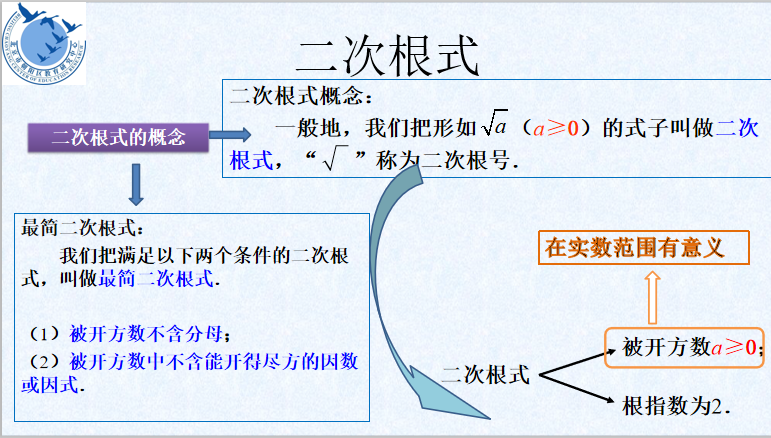 二次根式
二次根式概念：
一般地，我们把形如√a（a≥0）的式子叫做二次
根式，“√ ”称为二次根号．
二次根式的概念
最简二次根式：
我们把满足以下两个条件的二次根
式，叫做最简二次根式．
（1）被开方数不含分母；
（2）被开方数中不含能开得尽方的因数
或因式．
在实数范围有意义
被开方数a≥0；
二次根式
根指数为2．